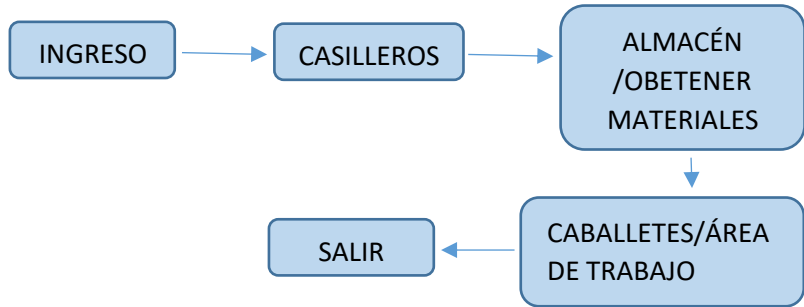 INGRESO
CASILLEROS
ALMACÉN
/OBETENER
MATERIALES
CABALLETES/ÁREA
DE TRABAJO
SALIR